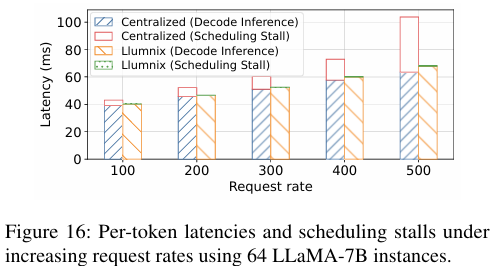 Centralized (Decode Inference)
Centralized (Scheduling Stall)
Llumnix (Decode Inference)
Llumnix (Scheduling Stall)
Latency (ms)
100
80
60
40
20
0
100 200 300 400 500
Request rate
Figure 16: Per-token latencies and scheduling stalls under
increasing request rates using 64 LLaMA-7B instances.